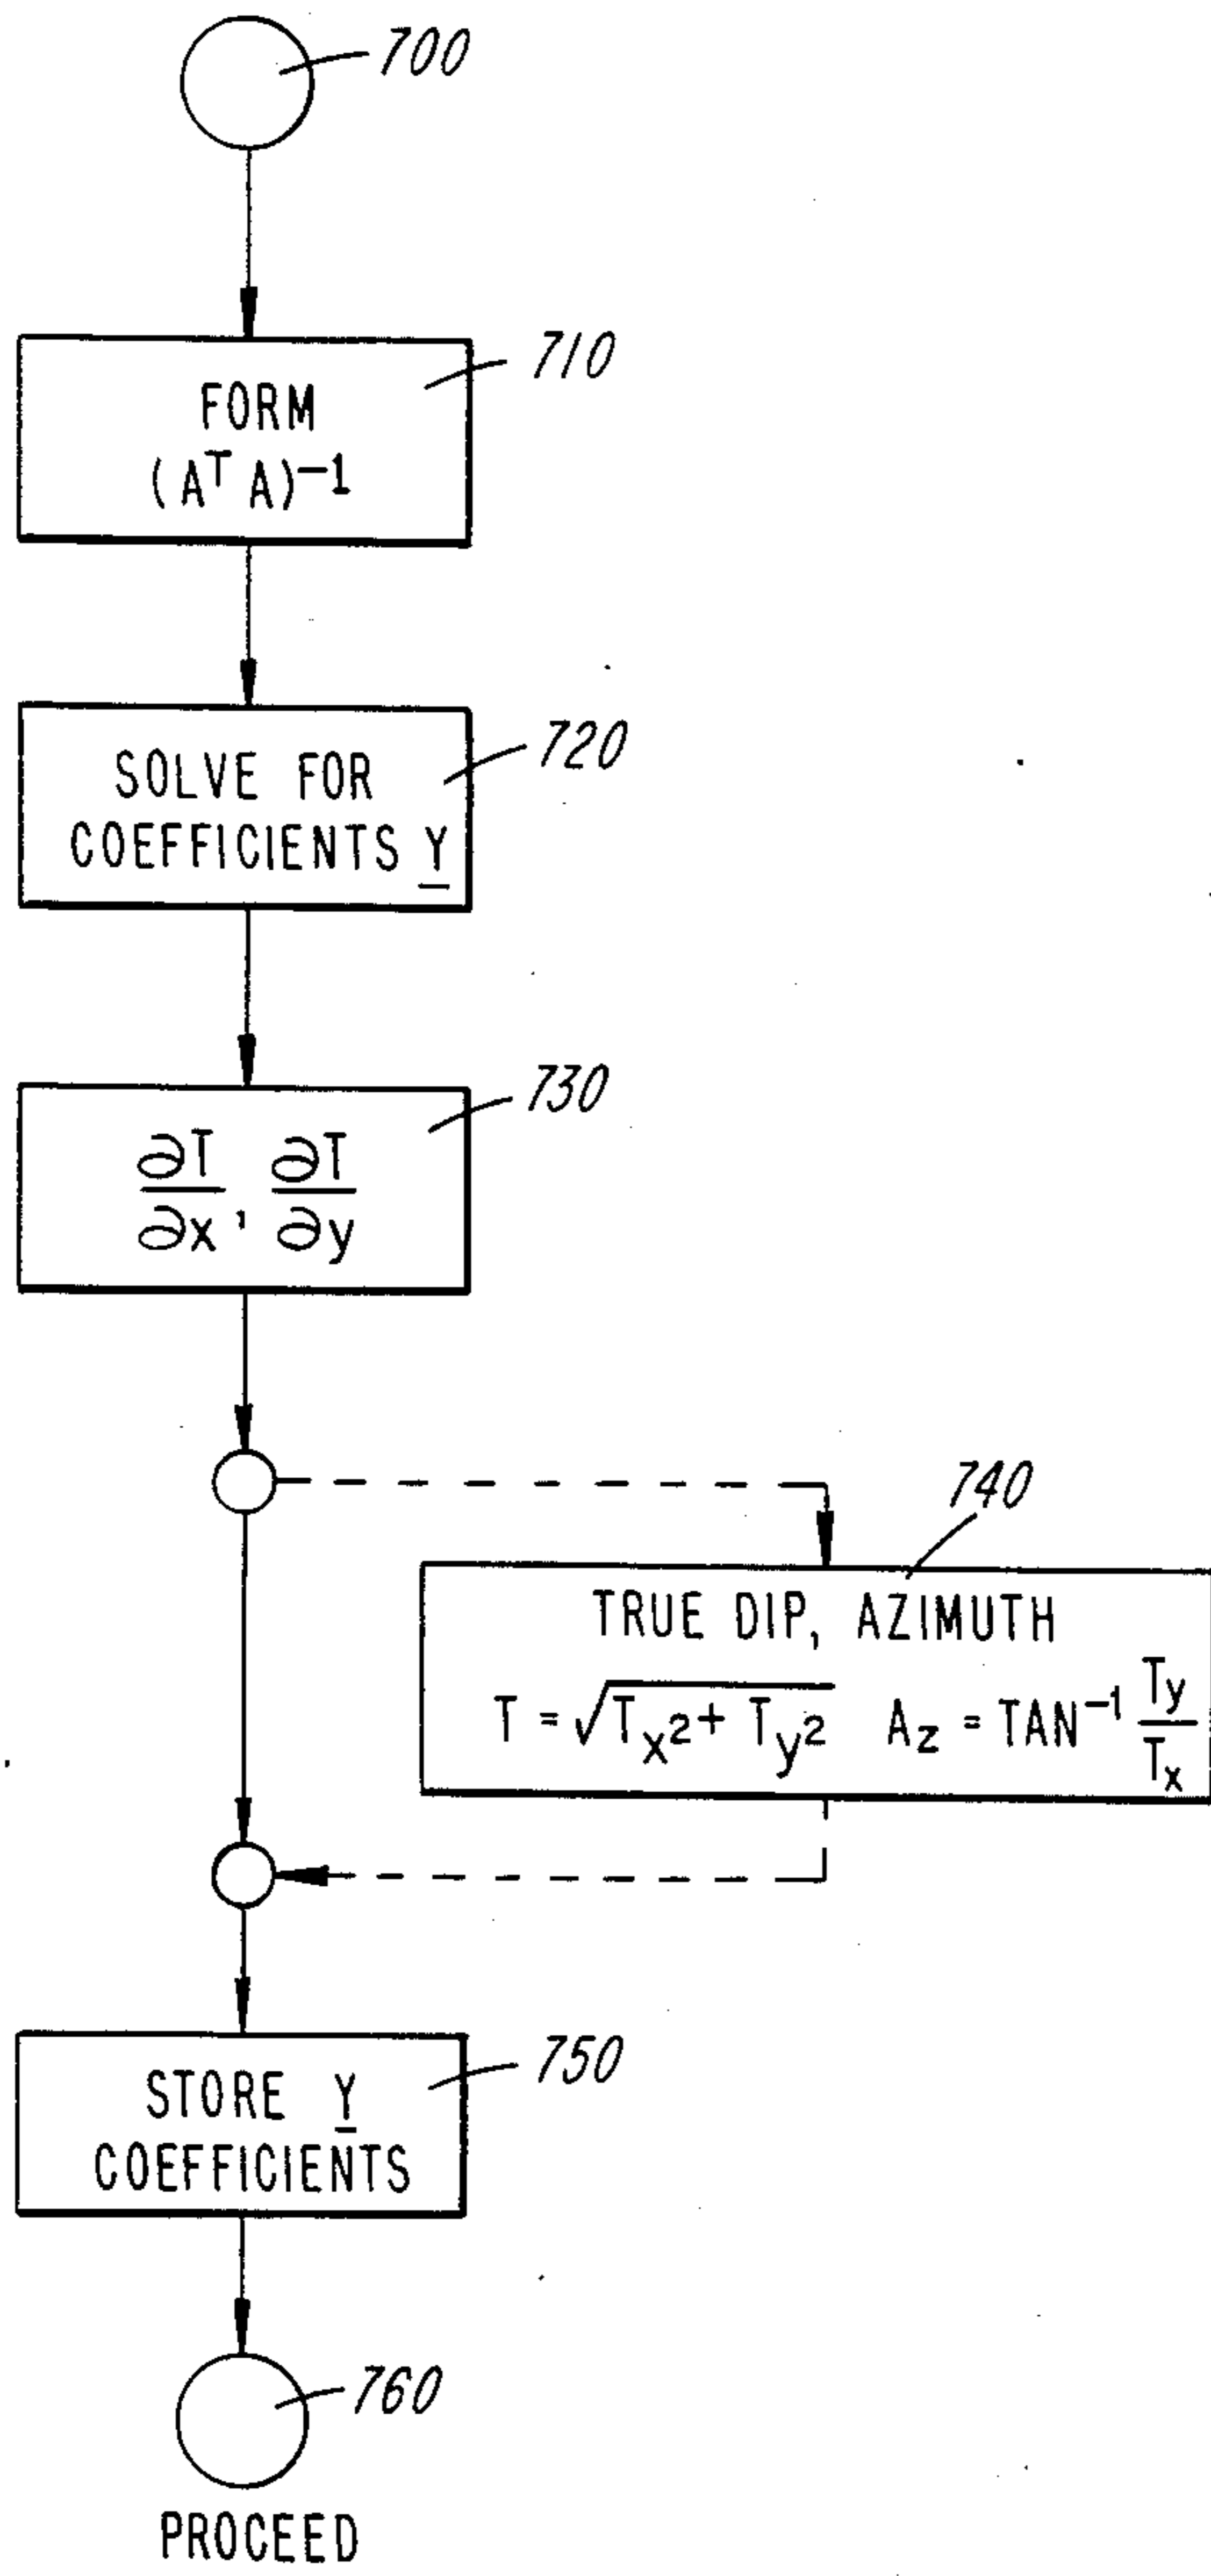 700
710
FORM
(Aᵀ A)⁻¹
720
SOLVE FOR
COEFFICIENTS Y
730
∂T/∂x, ∂T/∂y
740
TRUE DIP, AZIMUTH
T = √(Tₓ² + Ty²) Az = TAN⁻¹ Ty/Tx
750
STORE Y
COEFFICIENTS
760
PROCEED